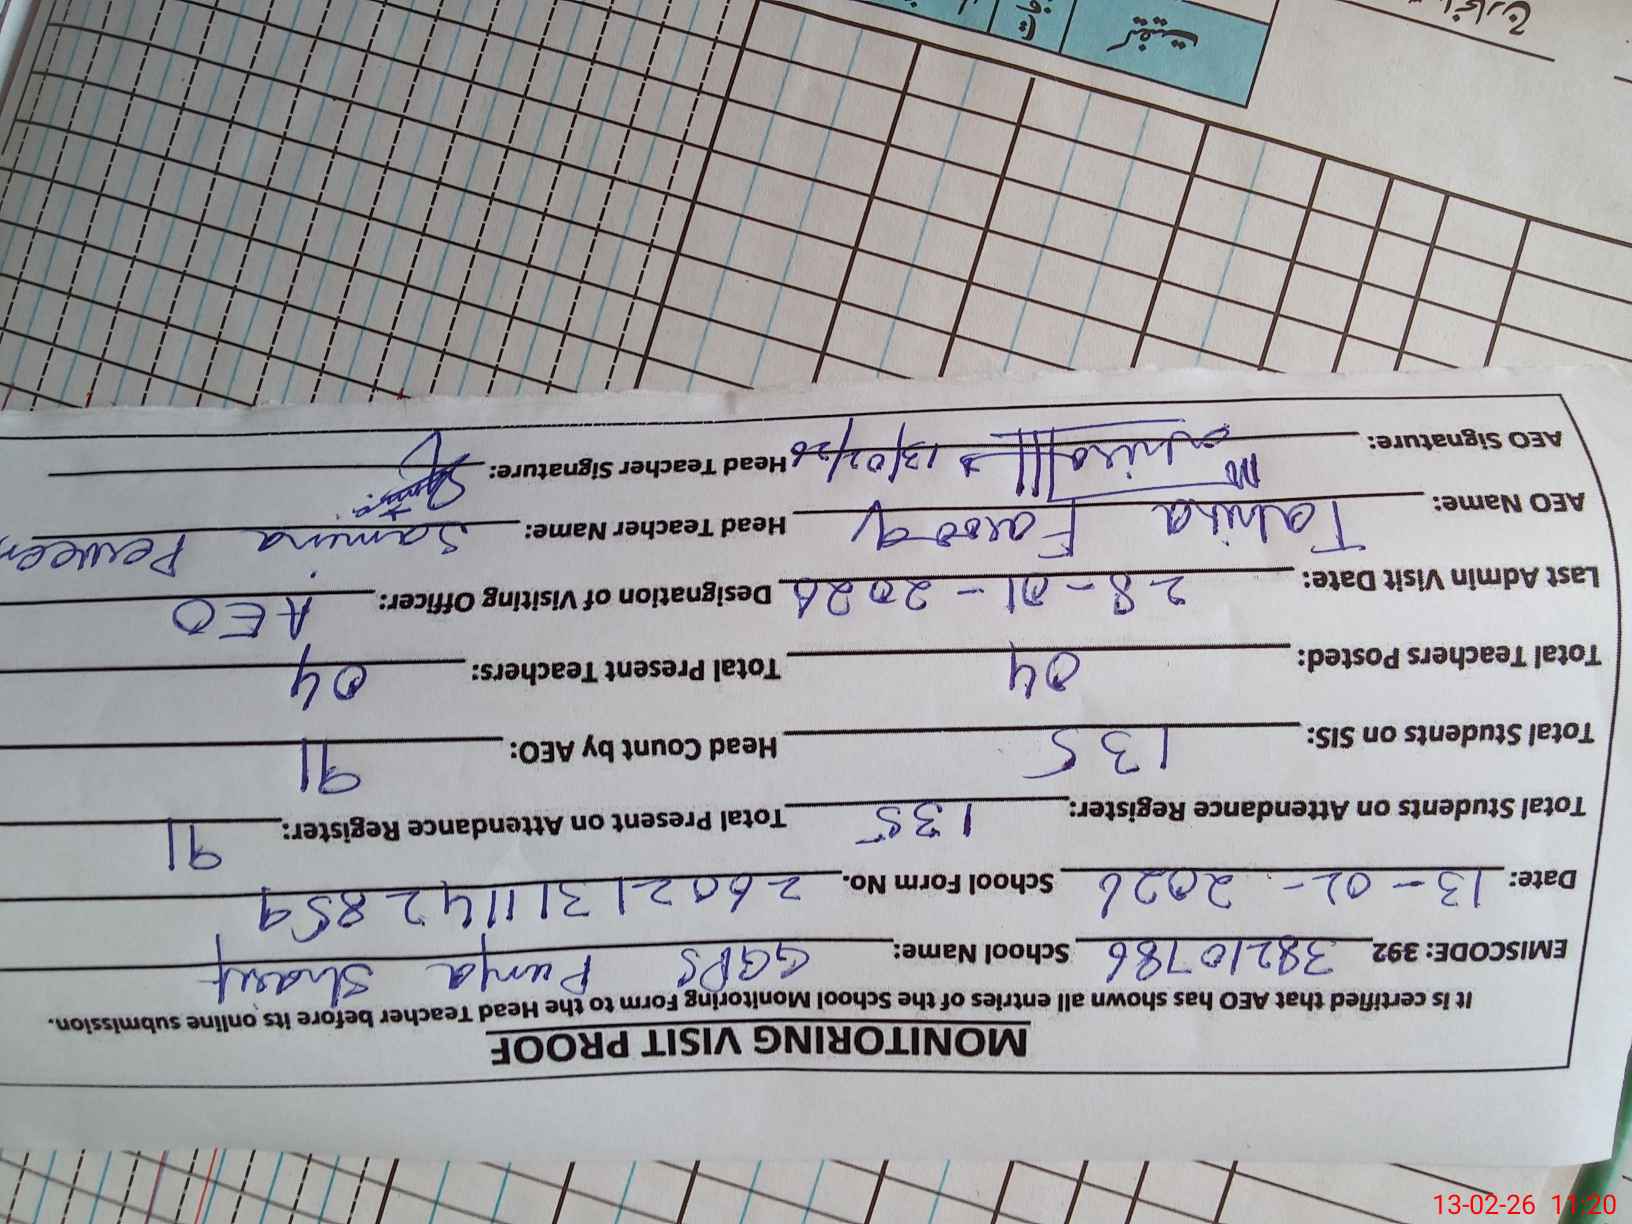 MONITORING VISIT PROOF
It is certified that AEO has shown all entries of the School Monitoring Form to the Head Teacher before its online submission.
EMISCODE: 392 38210786 School Name: GGPS Punja Sharif
Date: 13-02-2026 School Form No. 26021311142859
Total Students on Attendance Register: 135 Total Present on Attendance Register: 91
Total Students on SIS: 135 Head Count by AEO: 91
Total Teachers Posted: 04 Total Present Teachers: 04
Last Admin Visit Date: 28-01-2026 Designation of Visiting Officer: AEO
AEO Name: Tahira Farooq Head Teacher Name: Samina Perveen
AEO Signature: 13/02/26 Head Teacher Signature:
کیفیت
13-02-26 11:20